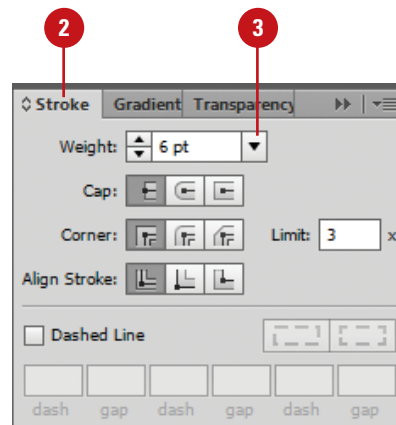 2 3
Stroke Gradient Transparency
Weight: 6 pt
Cap:
Corner: Limit: 3 x
Align Stroke:
Dashed Line
dash gap dash gap dash gap